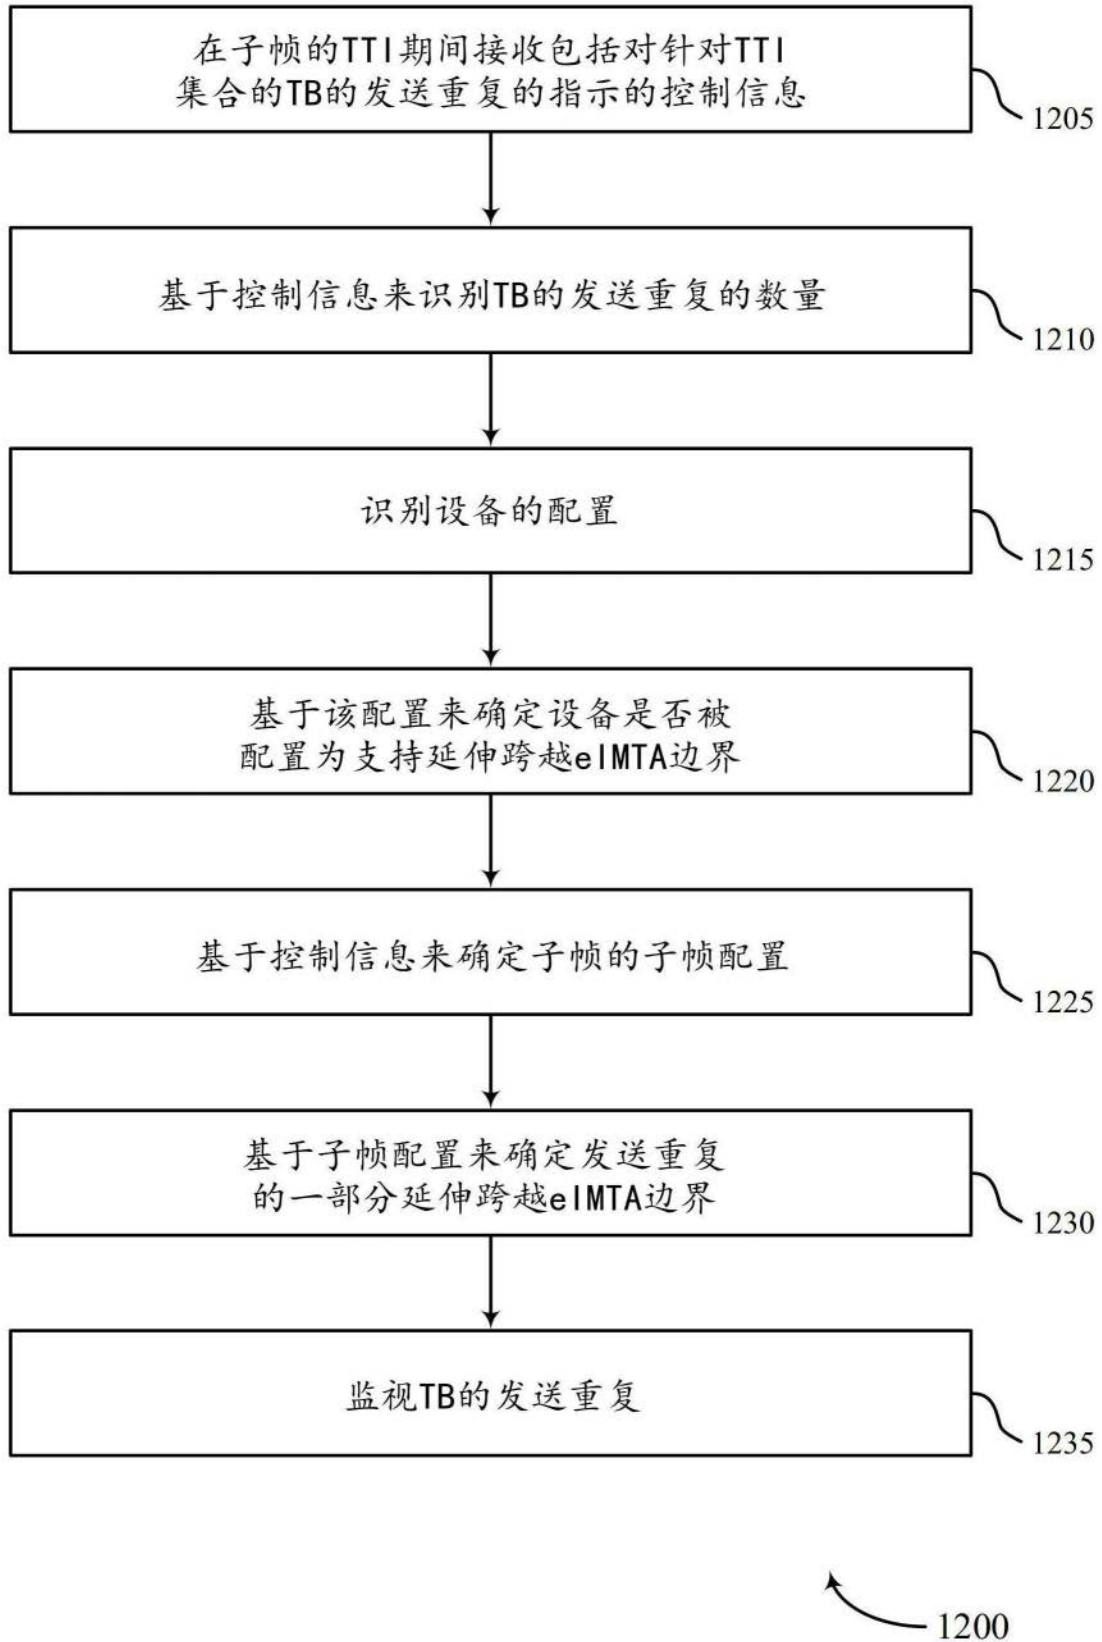 在子帧的TTI期间接收包括对针对TTI
集合的TB的发送重复的指示的控制信息
1205
基于控制信息来识别TB的发送重复的数量
1210
识别设备的配置
1215
基于该配置来确定设备是否被
配置为支持延伸跨越eIMTA边界
1220
基于控制信息来确定子帧的子帧配置
1225
基于子帧配置来确定发送重复
的一部分延伸跨越eIMTA边界
1230
监视TB的发送重复
1235
1200